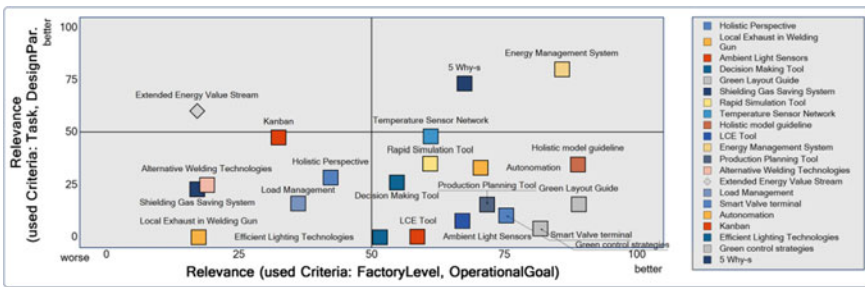 Relevance
(used Criteria: Task, DesignPar.
better
100
75
50
25
0
worse
0
25
50
75
100
better
Relevance (used Criteria: FactoryLevel, OperationalGoal)
Energy Management System
5 Why-s
Extended Energy Value Stream
Kanban
Temperature Sensor Network
Rapid Simulation Tool
Holistic model guideline
Autonomation
Alternative Welding Technologies
Holistic Perspective
Production Planning Tool
Load Management
Decision Making Tool
Green Layout Guide
Shielding Gas Saving System
Local Exhaust in Welding Gun
LCE Tool
Efficient Lighting Technologies
Ambient Light Sensors
Smart Valve terminal
Green control strategies
Holistic Perspective
Local Exhaust in Welding
Gun
Ambient Light Sensors
Decision Making Tool
Green Layout Guide
Shielding Gas Saving System
Rapid Simulation Tool
Temperature Sensor Network
Holistic model guideline
LCE Tool
Energy Management System
Production Planning Tool
Alternative Welding Technologies
Extended Energy Value Stream
Load Management
Smart Valve terminal
Autonomation
Kanban
Efficient Lighting Technologies
Green control strategies
5 Why-s